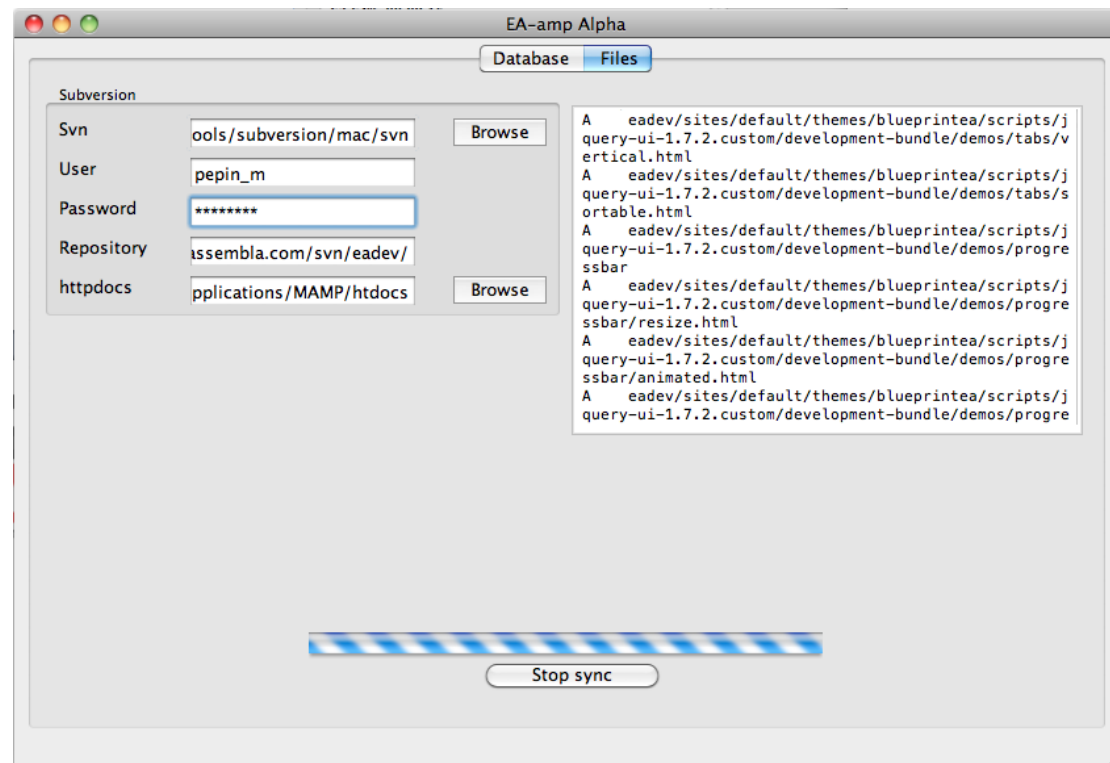 EA-amp Alpha
Database Files
Subversion
Svn ools/subversion/mac/svn Browse
User pepin_m
Password ********
Repository assembla.com/svn/eadev/
httpdocs pplications/MAMP/htdocs Browse
A eadev/sites/default/themes/blueprintea/scripts/j
query-ui-1.7.2.custom/development-bundle/demos/tabs/v
ertical.html
A eadev/sites/default/themes/blueprintea/scripts/j
query-ui-1.7.2.custom/development-bundle/demos/tabs/s
ortable.html
A eadev/sites/default/themes/blueprintea/scripts/j
query-ui-1.7.2.custom/development-bundle/demos/progre
ssbar
A eadev/sites/default/themes/blueprintea/scripts/j
query-ui-1.7.2.custom/development-bundle/demos/progre
ssbar/resize.html
A eadev/sites/default/themes/blueprintea/scripts/j
query-ui-1.7.2.custom/development-bundle/demos/progre
ssbar/animated.html
A eadev/sites/default/themes/blueprintea/scripts/j
query-ui-1.7.2.custom/development-bundle/demos/progre
Stop sync